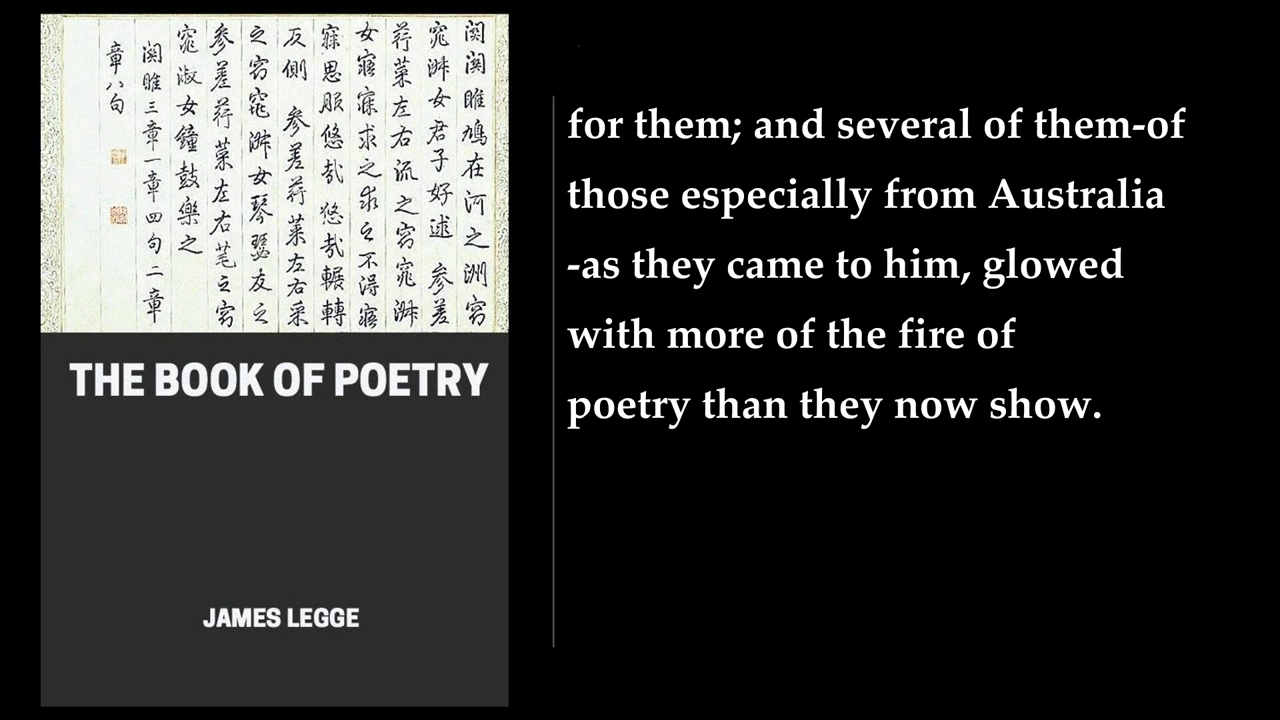 関関雎鳩在河之洲窈
窕淑女君子好逑 參差
荇菜左右流之窈窕淑
女寤寐求之求之不得寤
寐思服悠哉悠哉輾轉
反側 參差荇菜左右采
之窈窕淑女琴瑟友之
參差荇菜左右芼之窈
窕淑女鐘鼓樂之
関雎三章一章四句二章
章八句
THE BOOK OF POETRY
JAMES LEGGE
for them; and several of them-of
those especially from Australia
-as they came to him, glowed
with more of the fire of
poetry than they now show.